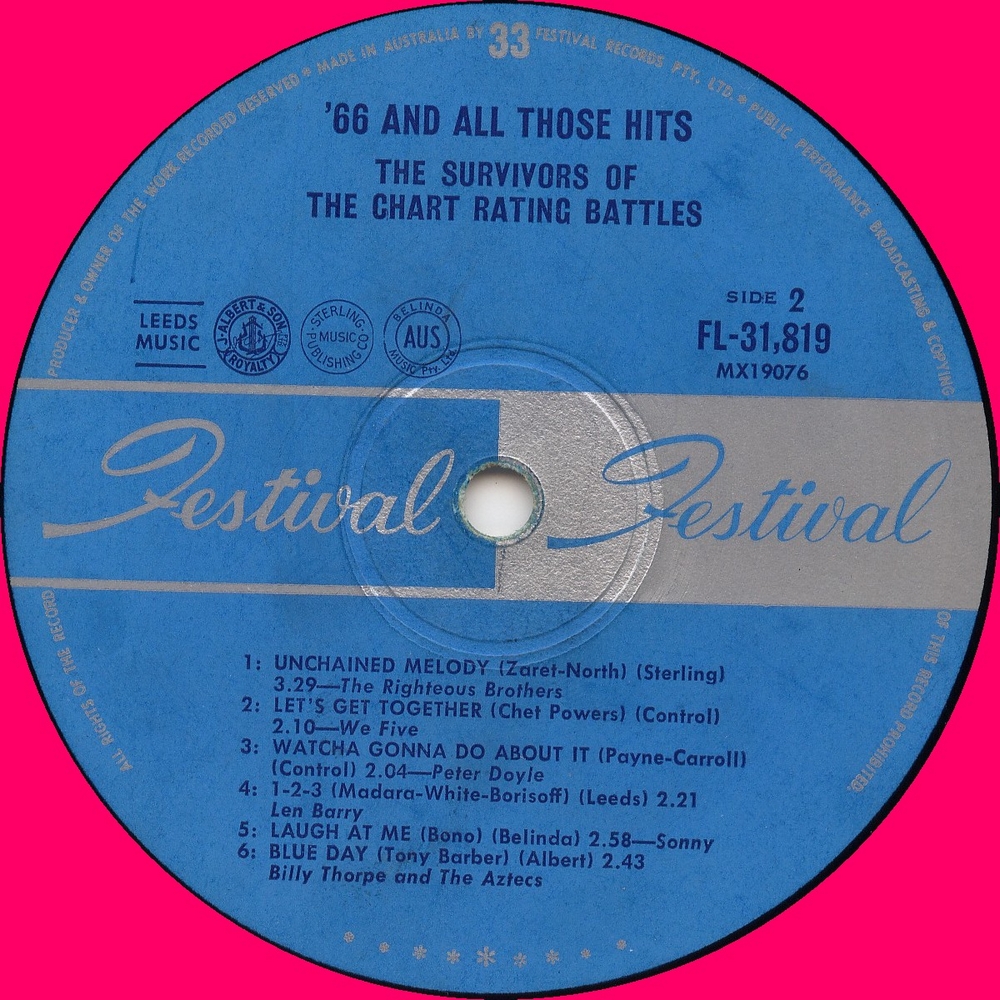 PRODUCER & OWNER OF THE WORK RECORDED RESERVED * MADE IN AUSTRALIA BY 33 FESTIVAL RECORDS PTY. LTD. * PUBLIC PERFORMANCE BROADCASTING & COPYING
'66 AND ALL THOSE HITS
THE SURVIVORS OF
THE CHART RATING BATTLES
LEEDS
MUSIC
J. ALBERT & SON PTY LTD
ROYALTY
STERLING
MUSIC
PUBLISHING CO
BELINDA
AUS
MUSIC Pty. Ltd.
SIDE 2
FL-31,819
MX19076
Festival Festival
ALL RIGHTS OF THE RECORD
OF THIS RECORD PROHIBITED.
1: UNCHAINED MELODY (Zaret-North) (Sterling)
3.29—The Righteous Brothers
2: LET'S GET TOGETHER (Chet Powers) (Control)
2.10—We Five
3: WATCHA GONNA DO ABOUT IT (Payne-Carroll)
(Control) 2.04—Peter Doyle
4: 1-2-3 (Madara-White-Borisoff) (Leeds) 2.21
Len Barry
5: LAUGH AT ME (Bono) (Belinda) 2.58—Sonny
6: BLUE DAY (Tony Barber) (Albert) 2.43
Billy Thorpe and The Aztecs